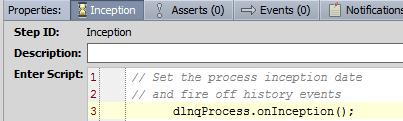 Properties: Inception Asserts (0) Events (0) Notifications
Step ID: Inception
Description:
Enter Script: 1 // Set the process inception date
2 // and fire off history events
3 dlnqProcess.onInception();